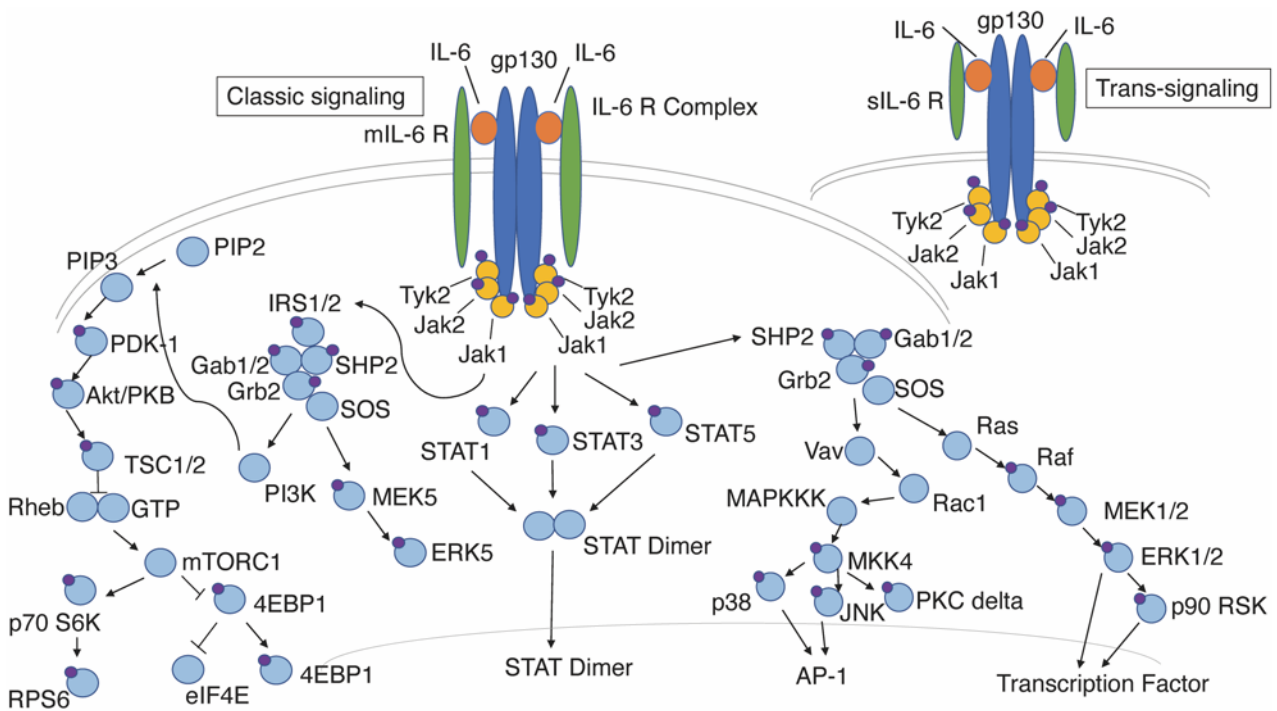 gp130
IL-6
IL-6
sIL-6 R
Trans-signaling
Tyk2
Tyk2
Jak2
Jak2
Jak1
Jak1
IL-6
IL-6
gp130
Classic signaling
mIL-6 R
IL-6 R Complex
PIP2
PIP3
PDK-1
Akt/PKB
TSC1/2
Rheb
GTP
mTORC1
p70 S6K
4EBP1
RPS6
eIF4E
4EBP1
IRS1/2
Gab1/2
SHP2
Grb2
SOS
PI3K
MEK5
ERK5
Tyk2
Tyk2
Jak2
Jak2
Jak1
Jak1
STAT1
STAT3
STAT5
STAT Dimer
STAT Dimer
SHP2
Gab1/2
Grb2
SOS
Vav
Ras
Raf
MAPKKK
Rac1
MEK1/2
MKK4
ERK1/2
p38
JNK
PKC delta
p90 RSK
AP-1
Transcription Factor